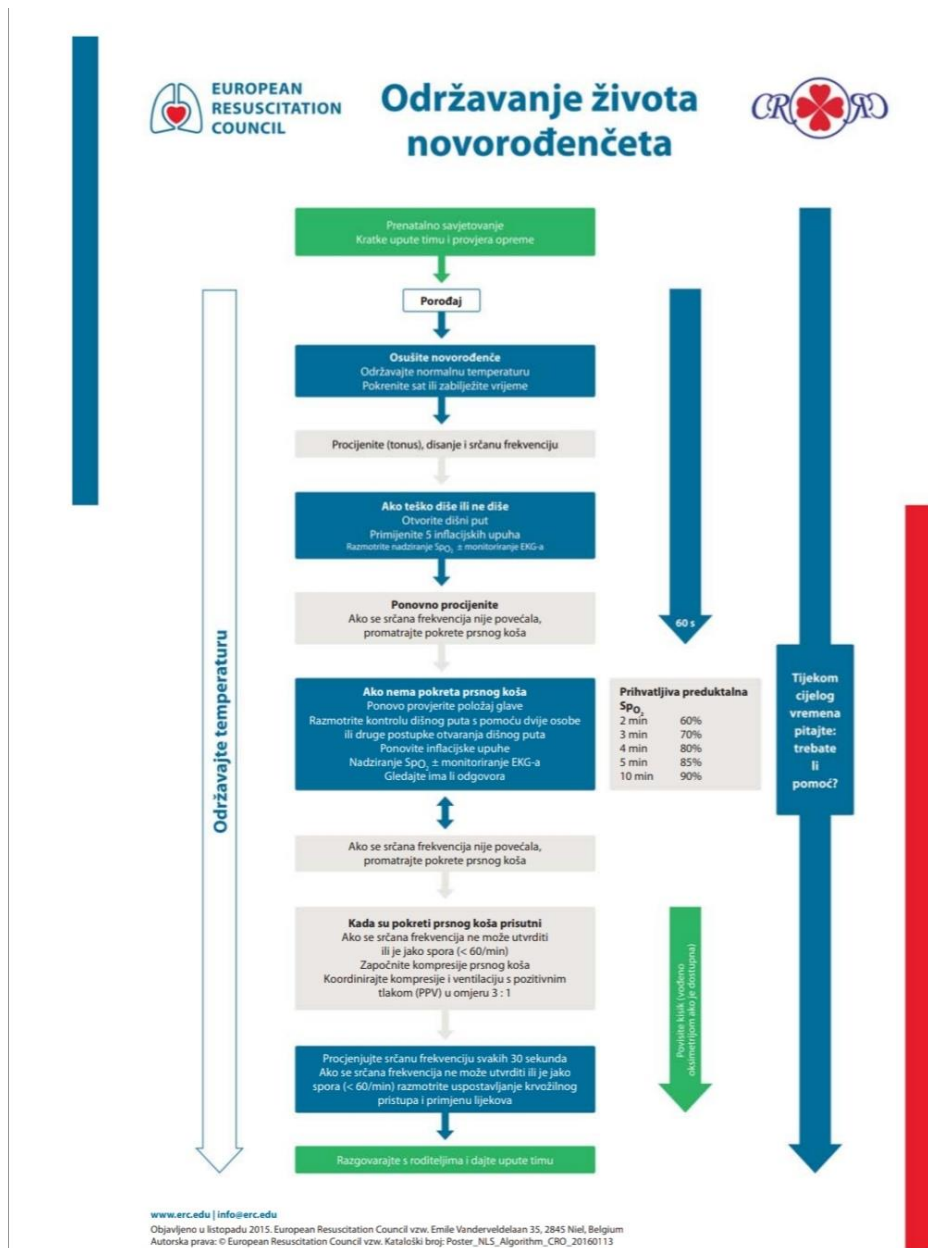 EUROPEAN
RESUSCITATION
COUNCIL
Održavanje života
novorođenčeta
Prenatalno savjetovanje
Kratke upute timu i provjera opreme
Porođaj
Osušite novorođenče
Održavajte normalnu temperaturu
Pokrenite sat ili zabilježite vrijeme
Procijenite (tonus), disanje i srčanu frekvenciju
Ako teško diše ili ne diše
Otvorite dišni put
Primijenite 5 inflacijskih upuha
Razmotrite nadziranje SpO₂ ± monitoriranje EKG-a
Ponovno procijenite
Ako se srčana frekvencija nije povećala,
promatrajte pokrete prsnog koša
60 s
Održavajte temperaturu
Ako nema pokreta prsnog koša
Ponovo provjerite položaj glave
Razmotrite kontrolu dišnog puta s pomoću dvije osobe
ili druge postupke otvaranja dišnog puta
Ponovite inflacijske upuhe
Nadziranje SpO₂ ± monitoriranje EKG-a
Gledajte ima li odgovora
Prihvatljiva preduktalna
SpO₂
2 min 60%
3 min 70%
4 min 80%
5 min 85%
10 min 90%
Tijekom
cijelog
vremena
pitajte:
trebate
li
pomoć?
Ako se srčana frekvencija nije povećala,
promatrajte pokrete prsnog koša
Kada su pokreti prsnog koša prisutni
Ako se srčana frekvencija ne može utvrditi
ili je jako spora (< 60/min)
Započnite kompresije prsnog koša
Koordinirajte kompresije i ventilaciju s pozitivnim
tlakom (PPV) u omjeru 3 : 1
Povisite kisik (vođeno
oksimetrijom ako je dostupna)
Procjenjujte srčanu frekvenciju svakih 30 sekunda
Ako se srčana frekvencija ne može utvrditi ili je jako
spora (< 60/min) razmotrite uspostavljanje krvožilnog
pristupa i primjenu lijekova
Razgovarajte s roditeljima i dajte upute timu
www.erc.edu | info@erc.edu
Objavljeno u listopadu 2015. European Resuscitation Council vzw. Emile Vanderveldelaan 35, 2845 Niel, Belgium
Autorska prava: © European Resuscitation Council vzw. Kataloški broj: Poster_NLS_Algorithm_CRO_20160113